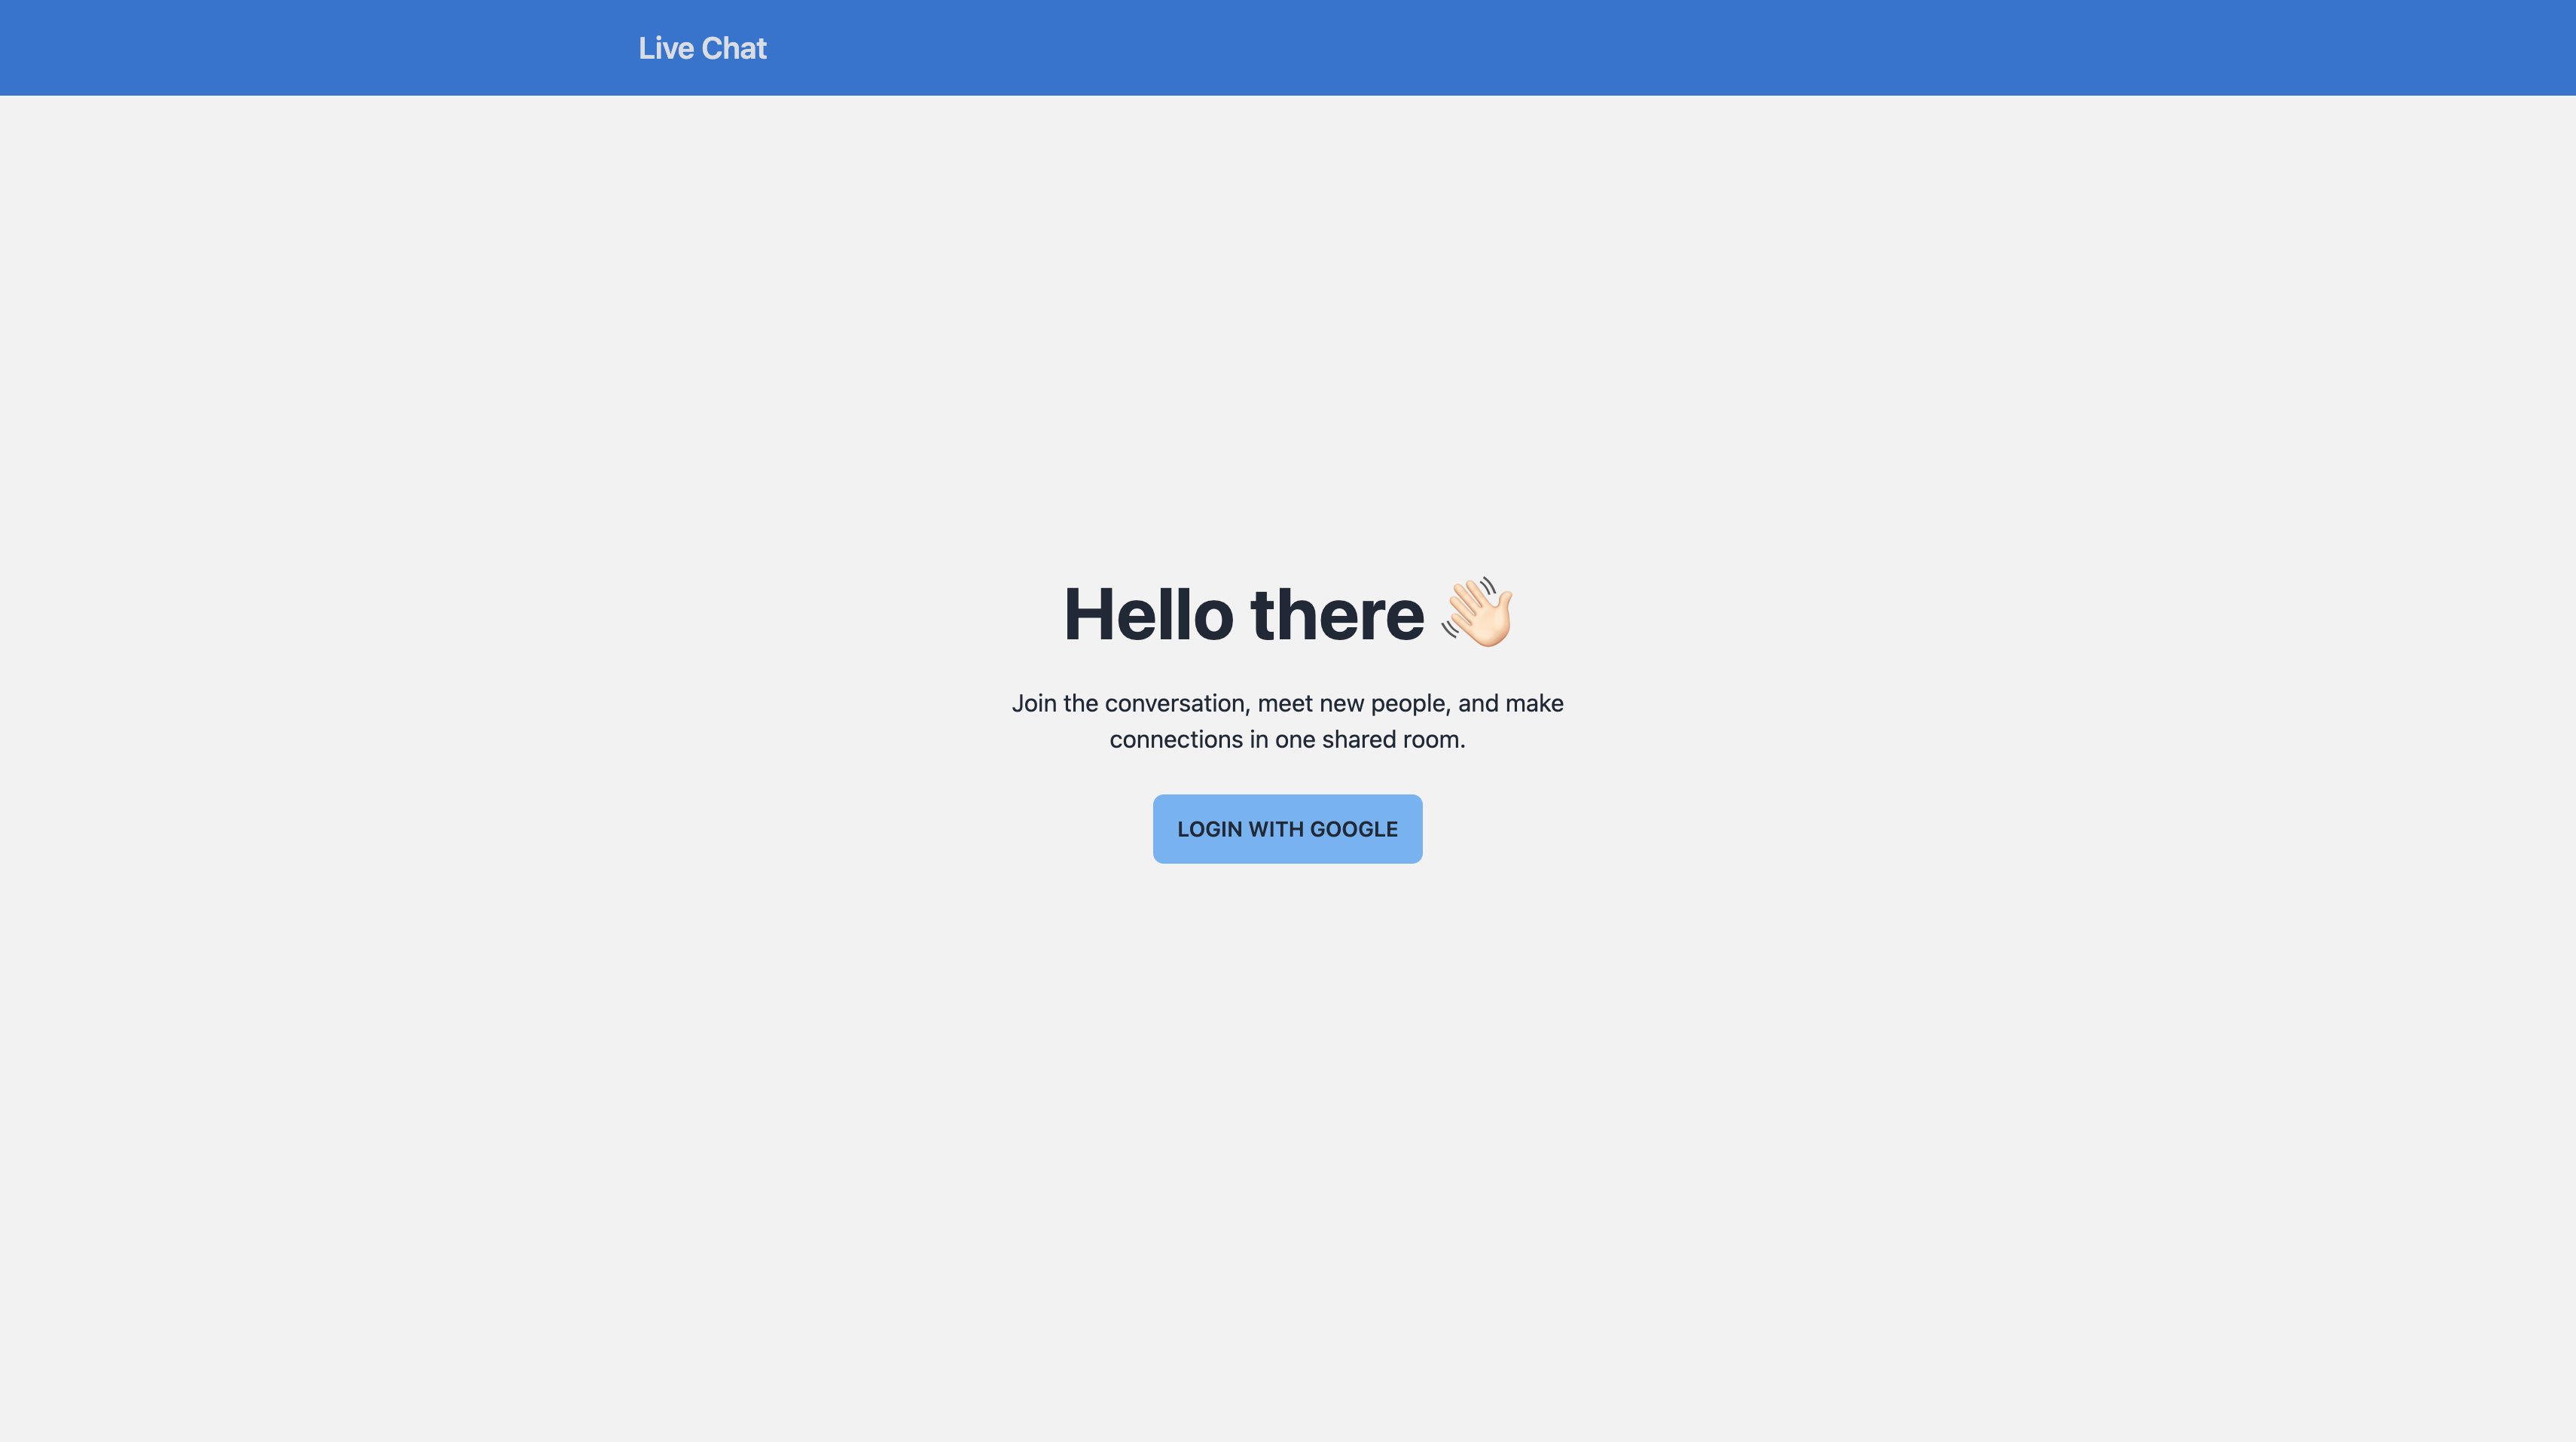 Live Chat
Hello there 👋🏻
Join the conversation, meet new people, and make
connections in one shared room.
LOGIN WITH GOOGLE